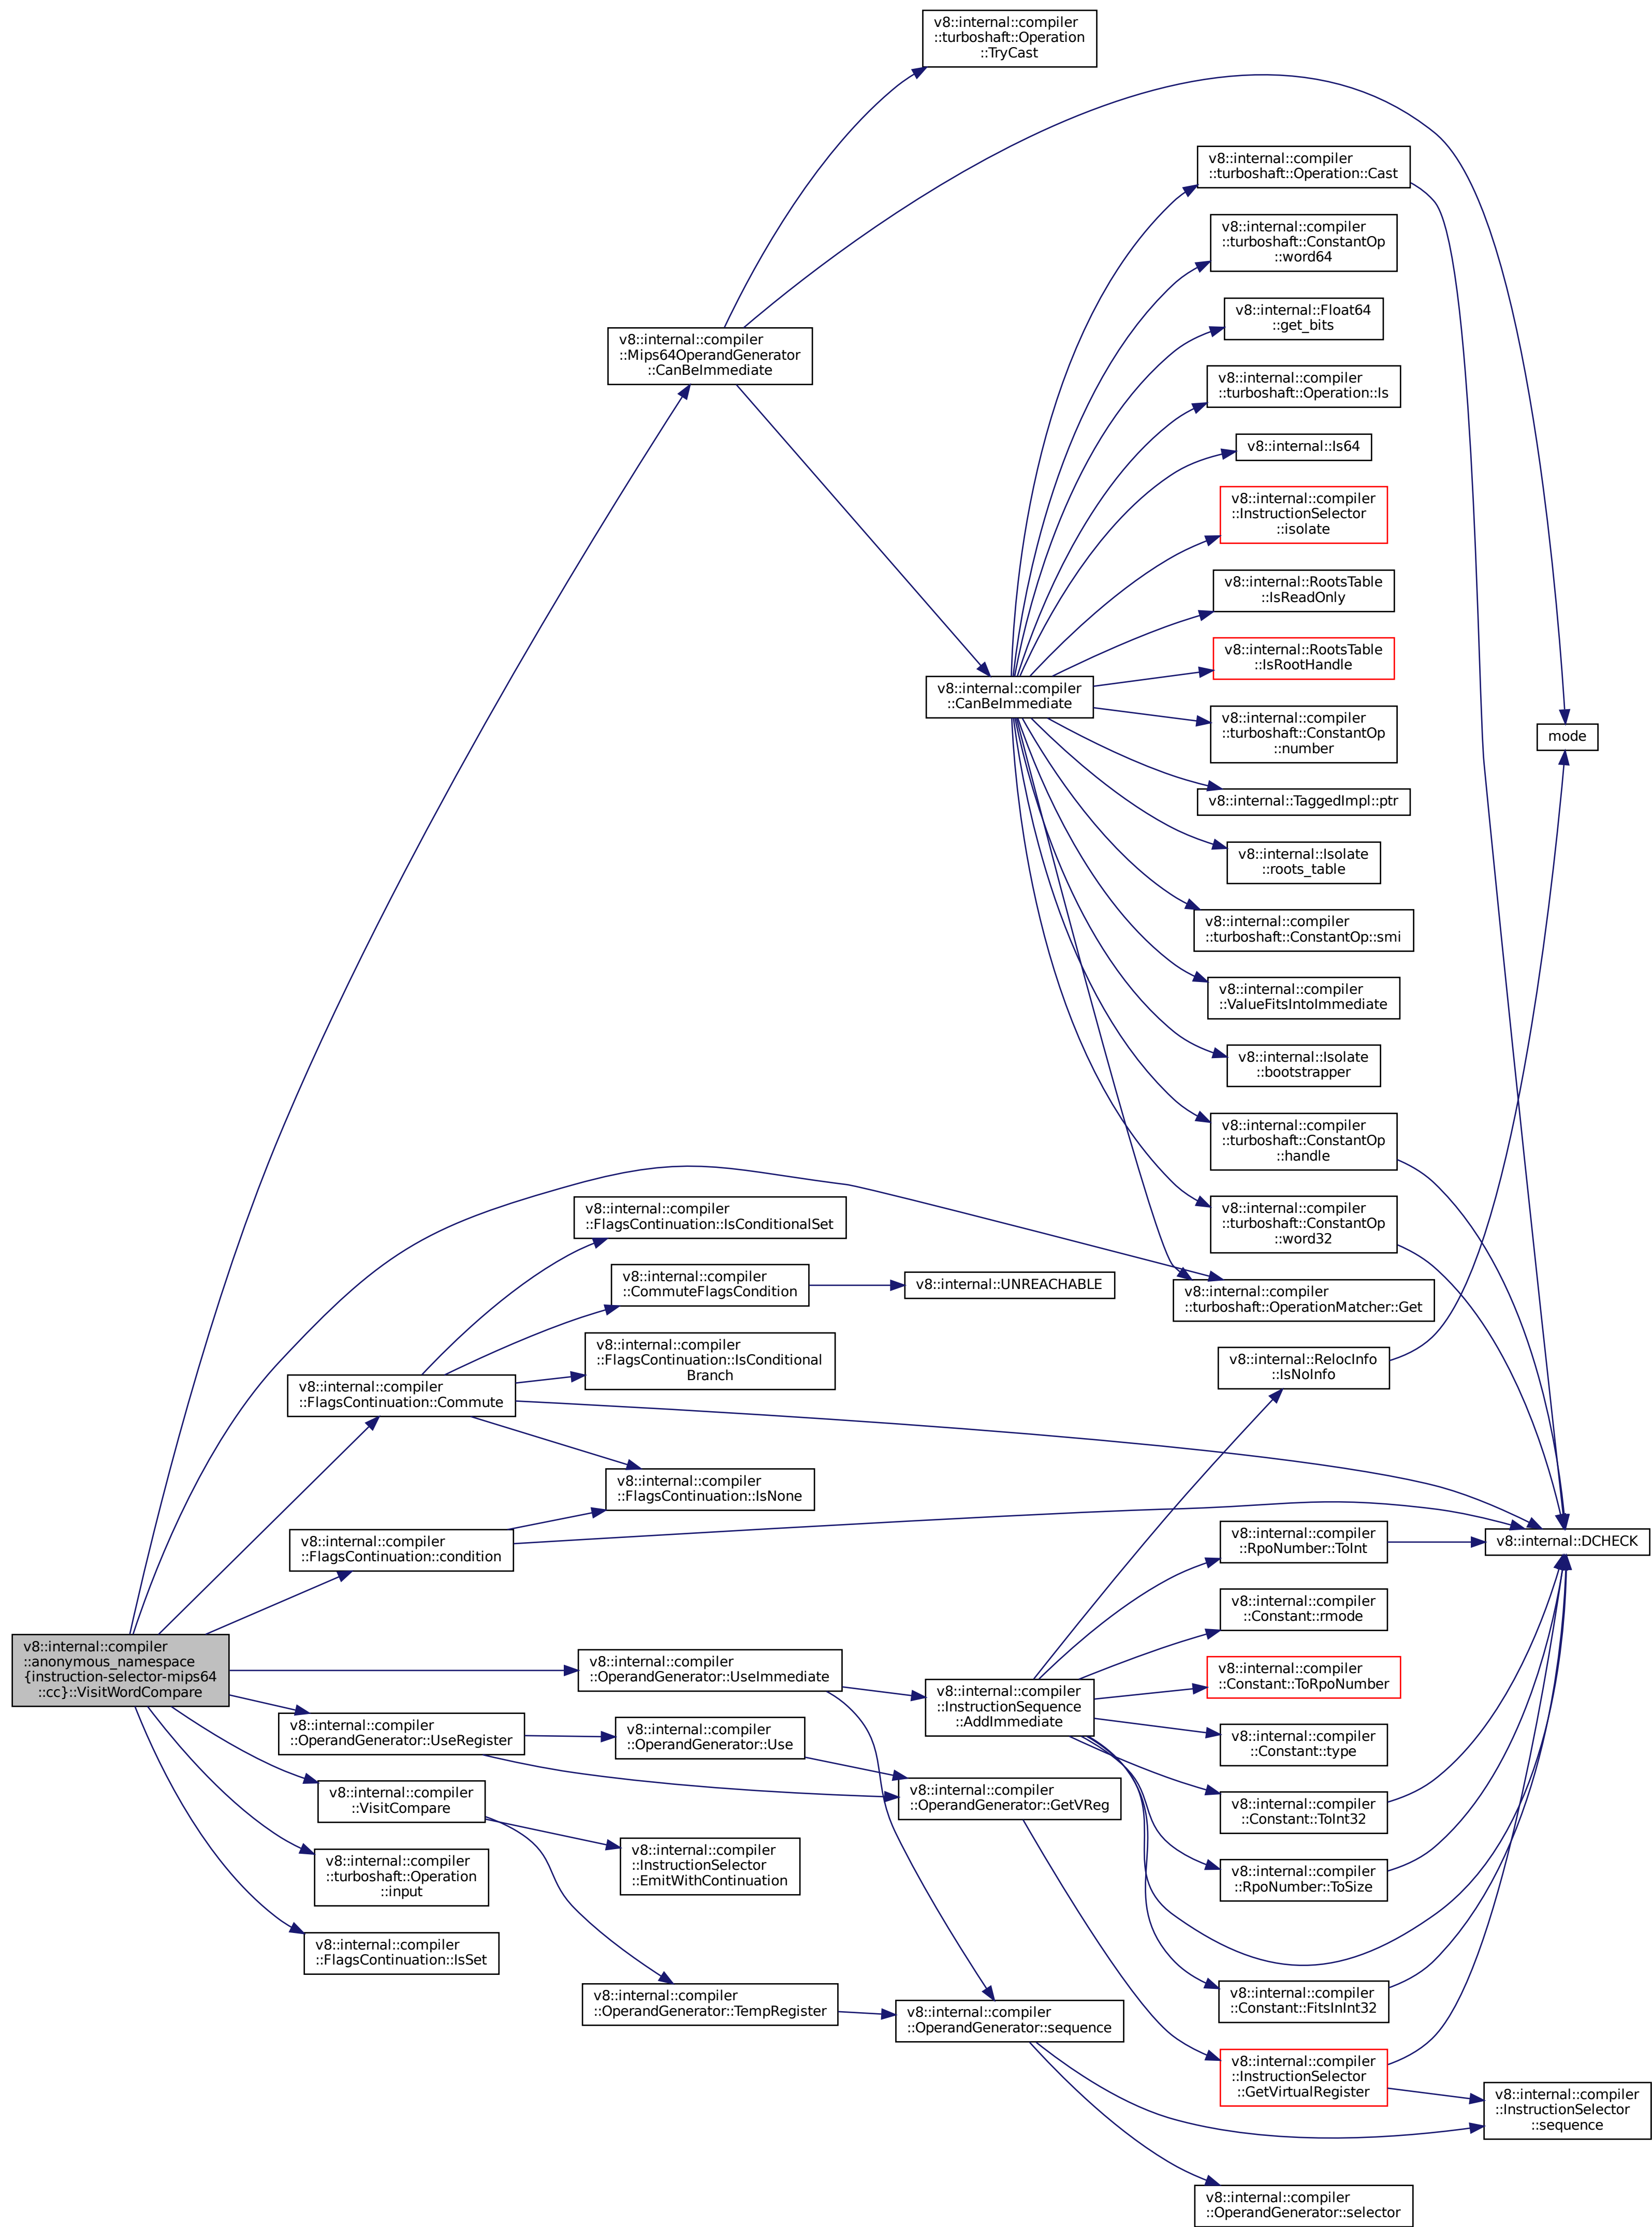 v8::internal::compiler
::turboshaft::Operation
::TryCast
v8::internal::compiler
::turboshaft::Operation::Cast
v8::internal::compiler
::turboshaft::ConstantOp
::word64
v8::internal::Float64
::get_bits
v8::internal::compiler
::Mips64OperandGenerator
::CanBeImmediate
v8::internal::compiler
::turboshaft::Operation::Is
v8::internal::Is64
v8::internal::compiler
::InstructionSelector
::isolate
v8::internal::RootsTable
::IsReadOnly
v8::internal::RootsTable
::IsRootHandle
v8::internal::compiler
::CanBeImmediate
v8::internal::compiler
::turboshaft::ConstantOp
::number
mode
v8::internal::TaggedImpl::ptr
v8::internal::Isolate
::roots_table
v8::internal::compiler
::turboshaft::ConstantOp::smi
v8::internal::compiler
::ValueFitsIntoImmediate
v8::internal::Isolate
::bootstrapper
v8::internal::compiler
::turboshaft::ConstantOp
::handle
v8::internal::compiler
::FlagsContinuation::IsConditionalSet
v8::internal::compiler
::turboshaft::ConstantOp
::word32
v8::internal::compiler
::CommuteFlagsCondition
v8::internal::UNREACHABLE
v8::internal::compiler
::turboshaft::OperationMatcher::Get
v8::internal::compiler
::FlagsContinuation::IsConditional
Branch
v8::internal::RelocInfo
::IsNoInfo
v8::internal::compiler
::FlagsContinuation::Commute
v8::internal::compiler
::FlagsContinuation::IsNone
v8::internal::compiler
::FlagsContinuation::condition
v8::internal::compiler
::RpoNumber::ToInt
v8::internal::DCHECK
v8::internal::compiler
::Constant::rmode
v8::internal::compiler
::anonymous_namespace
{instruction-selector-mips64
::cc}::VisitWordCompare
v8::internal::compiler
::OperandGenerator::UseImmediate
v8::internal::compiler
::InstructionSequence
::AddImmediate
v8::internal::compiler
::Constant::ToRpoNumber
v8::internal::compiler
::OperandGenerator::UseRegister
v8::internal::compiler
::OperandGenerator::Use
v8::internal::compiler
::Constant::type
v8::internal::compiler
::VisitCompare
v8::internal::compiler
::OperandGenerator::GetVReg
v8::internal::compiler
::Constant::ToInt32
v8::internal::compiler
::turboshaft::Operation
::input
v8::internal::compiler
::InstructionSelector
::EmitWithContinuation
v8::internal::compiler
::RpoNumber::ToSize
v8::internal::compiler
::FlagsContinuation::IsSet
v8::internal::compiler
::OperandGenerator::TempRegister
v8::internal::compiler
::OperandGenerator::sequence
v8::internal::compiler
::Constant::FitsInInt32
v8::internal::compiler
::InstructionSelector
::GetVirtualRegister
v8::internal::compiler
::InstructionSelector
::sequence
v8::internal::compiler
::OperandGenerator::selector